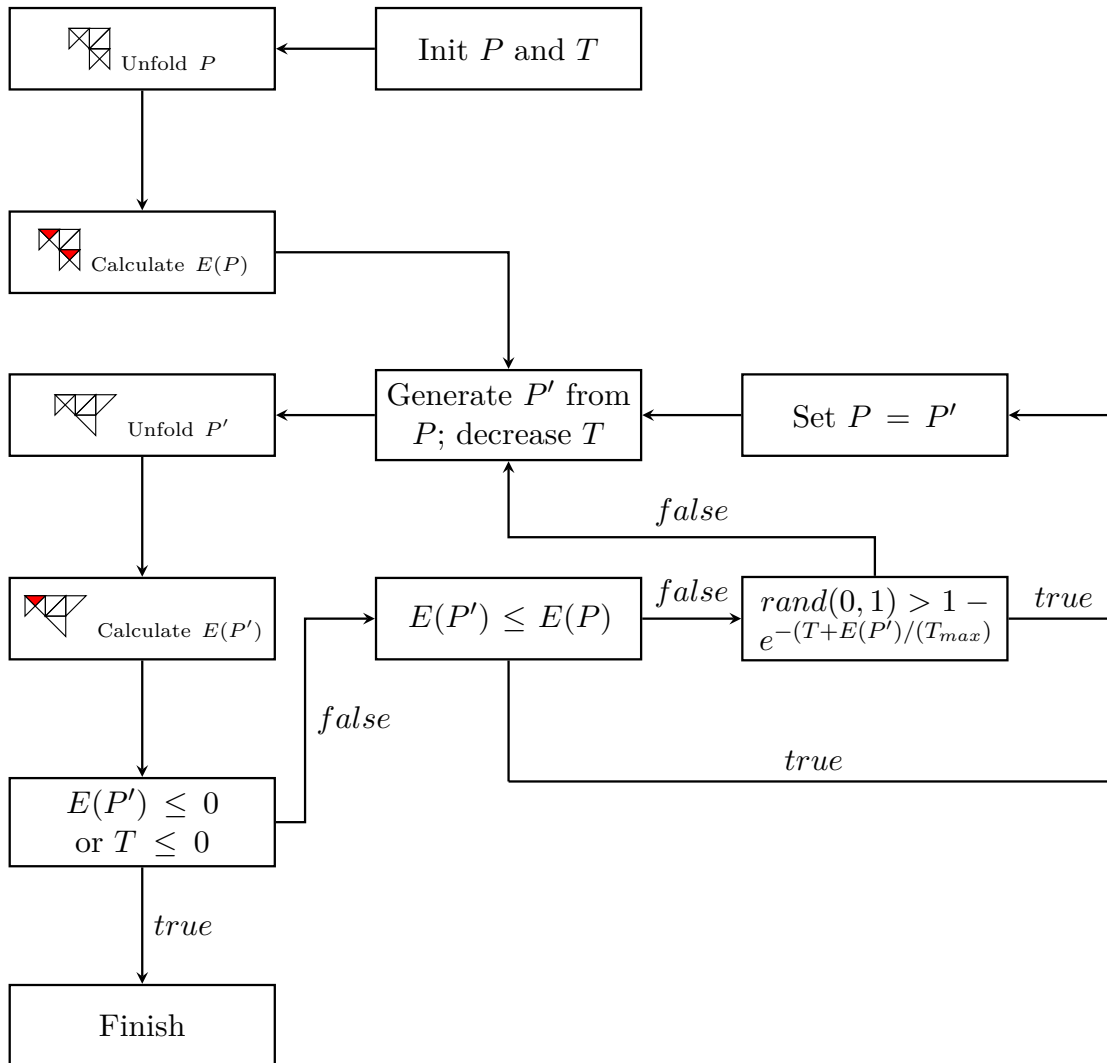 Unfold P
Init P and T
Calculate E(P)
Unfold P′
Generate P′ from
P; decrease T
Set P = P′
false
Calculate E(P′)
E(P′) ≤ E(P)
false
rand(0, 1) > 1 −
e^{−(T+E(P′)/(T_{max})}
true
false
true
E(P′) ≤ 0
or T ≤ 0
true
Finish